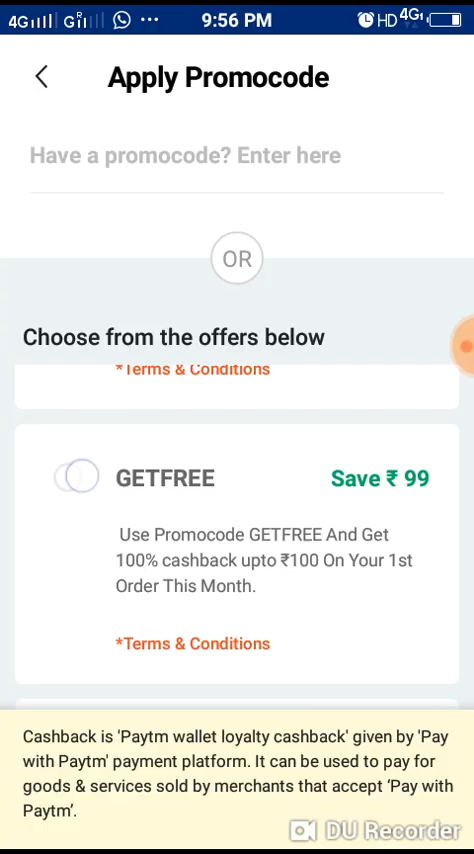 4G G R 9:56 PM HD 4G
Apply Promocode
Have a promocode? Enter here
OR
Choose from the offers below
*Terms & Conditions
GETFREE Save ₹ 99
Use Promocode GETFREE And Get
100% cashback upto ₹100 On Your 1st
Order This Month.
*Terms & Conditions
Cashback is 'Paytm wallet loyalty cashback' given by 'Pay
with Paytm' payment platform. It can be used to pay for
goods & services sold by merchants that accept ‘Pay with
Paytm’.
DU Recorder